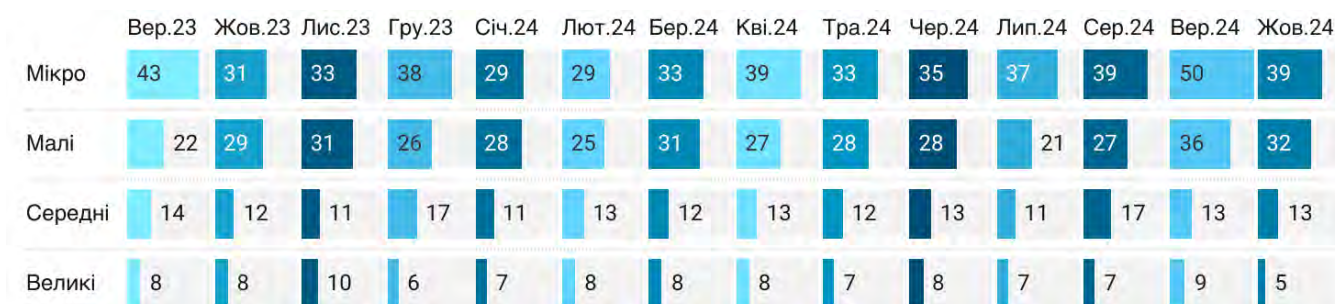 Вер.23 Жов.23 Лис.23 Гру.23 Січ.24 Лют.24 Бер.24 Кві.24 Тра.24 Чер.24 Лип.24 Сер.24 Вер.24 Жов.24
Мікро 43 31 33 38 29 29 33 39 33 35 37 39 50 39
Малі 22 29 31 26 28 25 31 27 28 28 21 27 36 32
Середні 14 12 11 17 11 13 12 13 12 13 11 17 13 13
Великі 8 8 10 6 7 8 8 8 7 8 7 7 9 5